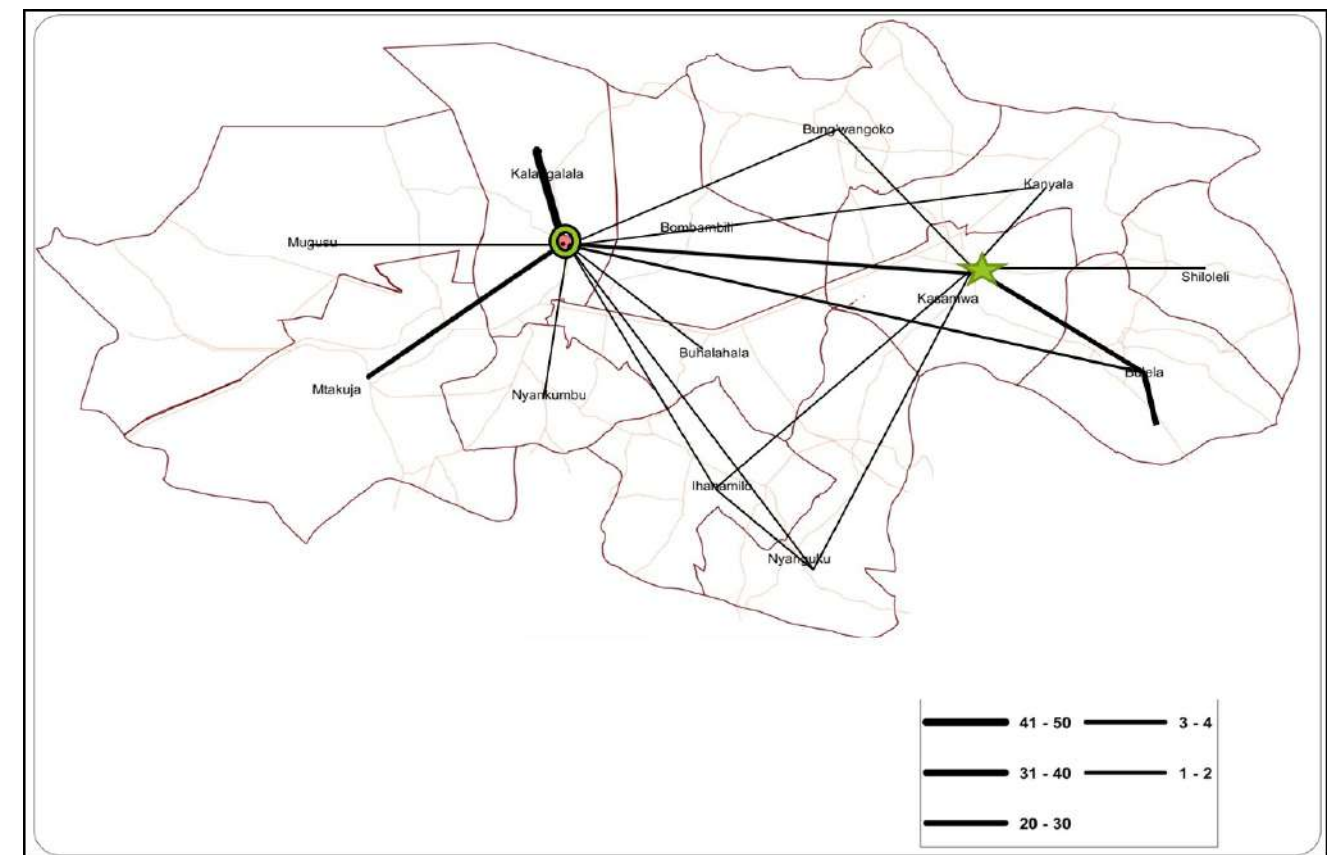 Bung'wangoko
Kalangalala
Kanyala
Bombambili
Mugusu
Shiloleli
Kasamwa
Buhalahala
Bulela
Mtakuja
Nyankumbu
Ihanamilo
Nyanguku
41 - 50
3 - 4
31 - 40
1 - 2
20 - 30